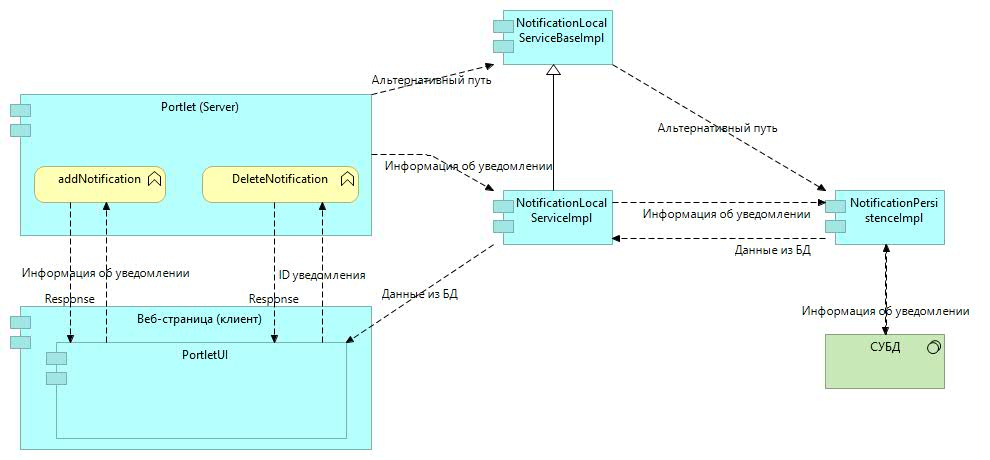 NotificationLocal
ServiceBaseImpl
Альтернативный путь
Portlet (Server)
Альтернативный путь
Информация об уведомлении
addNotification
DeleteNotification
NotificationLocal
ServiceImpl
Информация об уведомлении
NotificationPersi
stenceImpl
Данные из БД
Информация об уведомлении
ID уведомления
Данные из БД
Response
Response
Информация об уведомлении
Веб-страница (клиент)
PortletUI
СУБД